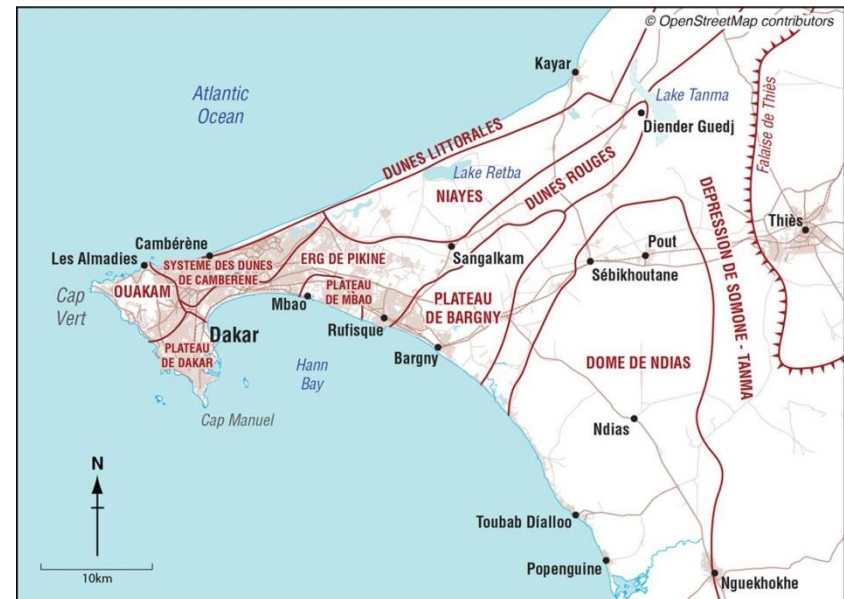 © OpenStreetMap contributors
Kayar
Atlantic
Ocean
Lake Tanma
Diender Guedj
Falaise de Thiès
DUNES LITTORALES
Lake Retba
DUNES ROUGES
NIAYES
DEPRESSION DE SOMONE - TANMA
Thiès
Cambérène
Les Almadies
SYSTEME DES DUNES
DE CAMBERENE
ERG DE PIKINE
Sangalkam
Pout
Sébikhoutane
OUAKAM
Cap
Vert
PLATEAU
DE MBAO
Mbao
PLATEAU
DE BARGNY
Dakar
Rufisque
PLATEAU
DE DAKAR
Bargny
Hann
Bay
DOME DE NDIAS
Cap Manuel
Ndias
N
Toubab Díalloo
Popenguine
10km
Nguekhokhe